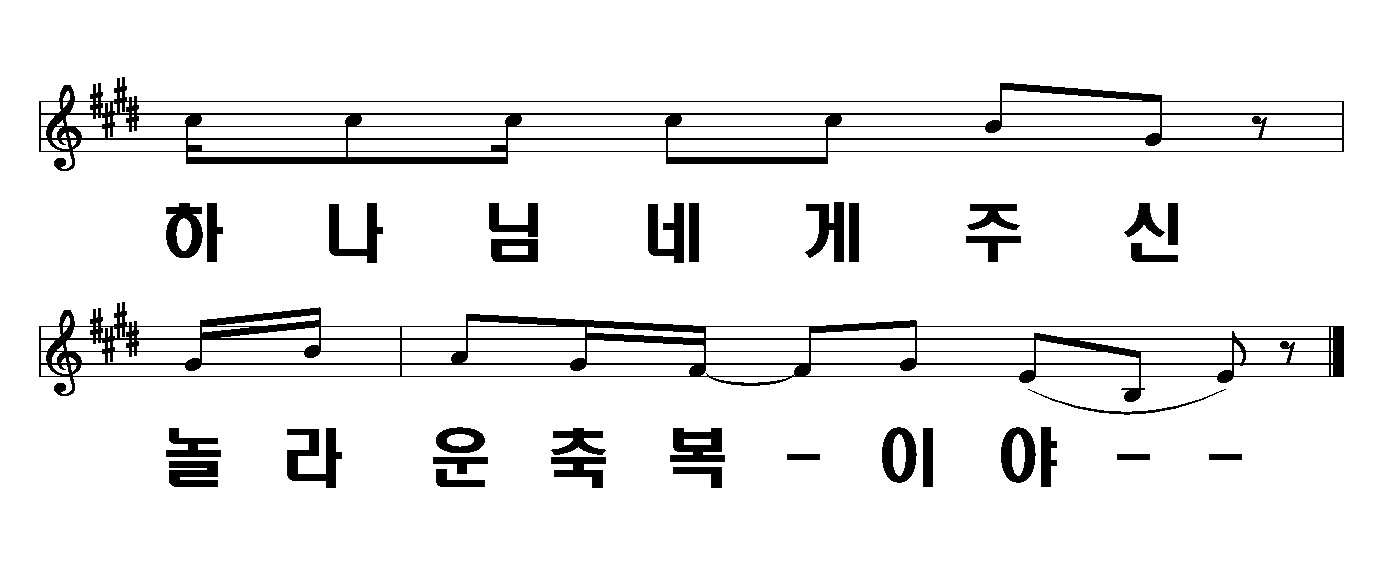 하 나 님 네 게 주 신
놀 라 운 축 복 - 이 야 - -